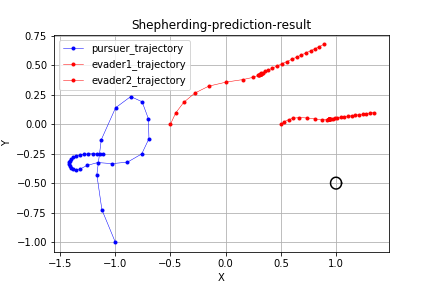 Shepherding-prediction-result
pursuer_trajectory
evader1_trajectory
evader2_trajectory
Y
0.75
0.50
0.25
0.00
−0.25
−0.50
−0.75
−1.00
−1.5
−1.0
−0.5
0.0
0.5
1.0
X